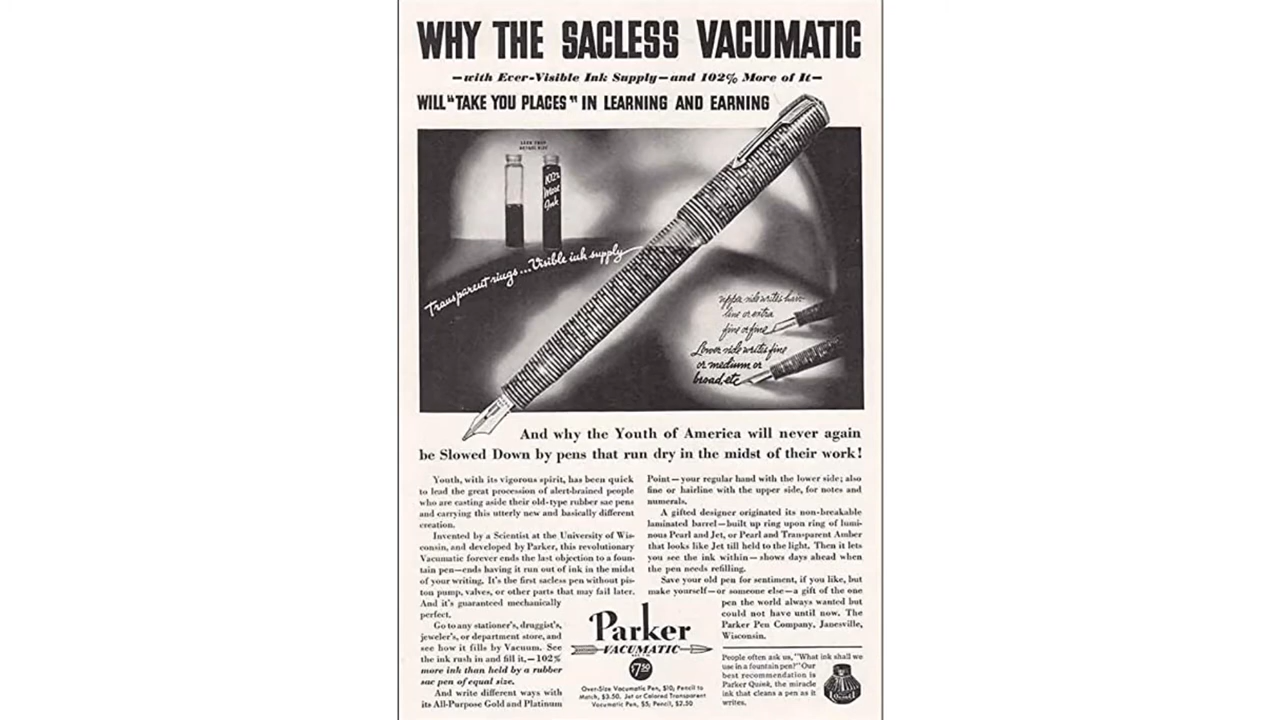 WHY THE SACLESS VACUMATIC
—with Ever-Visible Ink Supply—and 102% More of It—
WILL "TAKE YOU PLACES" IN LEARNING AND EARNING
102%
More
Ink
Transparent rings...Visible ink supply
upper side writes hair
line or extra
fine or fine
Lower side writes fine
or medium or
broad, etc
And why the Youth of America will never again
be Slowed Down by pens that run dry in the midst of their work!
Youth, with its vigorous spirit, has been quick
to lead the great procession of alert-brained people
who are casting aside their old-type rubber sac pens
and carrying this utterly new and basically different
creation.
Invented by a Scientist at the University of Wis-
consin, and developed by Parker, this revolutionary
Vacumatic forever ends the last objection to a foun-
tain pen—ends having it run out of ink in the midst
of your writing. It's the first sacless pen without pis-
ton pump, valves, or other parts that may fail later.
And it's guaranteed mechanically
perfect.
Go to any stationer's, druggist's,
jeweler's, or department store, and
see how it fills by Vacuum. See
the ink rush in and fill it,—102%
more ink than held by a rubber
sac pen of equal size.
And write different ways with
its All-Purpose Gold and Platinum
Point—your regular hand with the lower side; also
fine or hairline with the upper side, for notes and
numerals.
A gifted designer originated its non-breakable
laminated barrel—built up ring upon ring of lumi-
nous Pearl and Jet, or Pearl and Transparent Amber
that looks like Jet till held to the light. Then it lets
you see the ink within—shows days ahead when
the pen needs refilling.
Save your old pen for sentiment, if you like, but
make yourself—or someone else—a gift of the one
pen the world always wanted but
could not have until now. The
Parker Pen Company, Janesville,
Wisconsin.
Parker
VACUMATIC
$7.50
Over-Size Vacumatic Pen, $10; Pencil to
Match, $3.50. Jet or Colored Transparent
Vacumatic Pen, $5; Pencil, $2.50
People often ask us, "What ink shall we
use in a fountain pen?" Our
best recommendation is
Parker Quink, the miracle
ink that cleans a pen as it
writes.
Quink